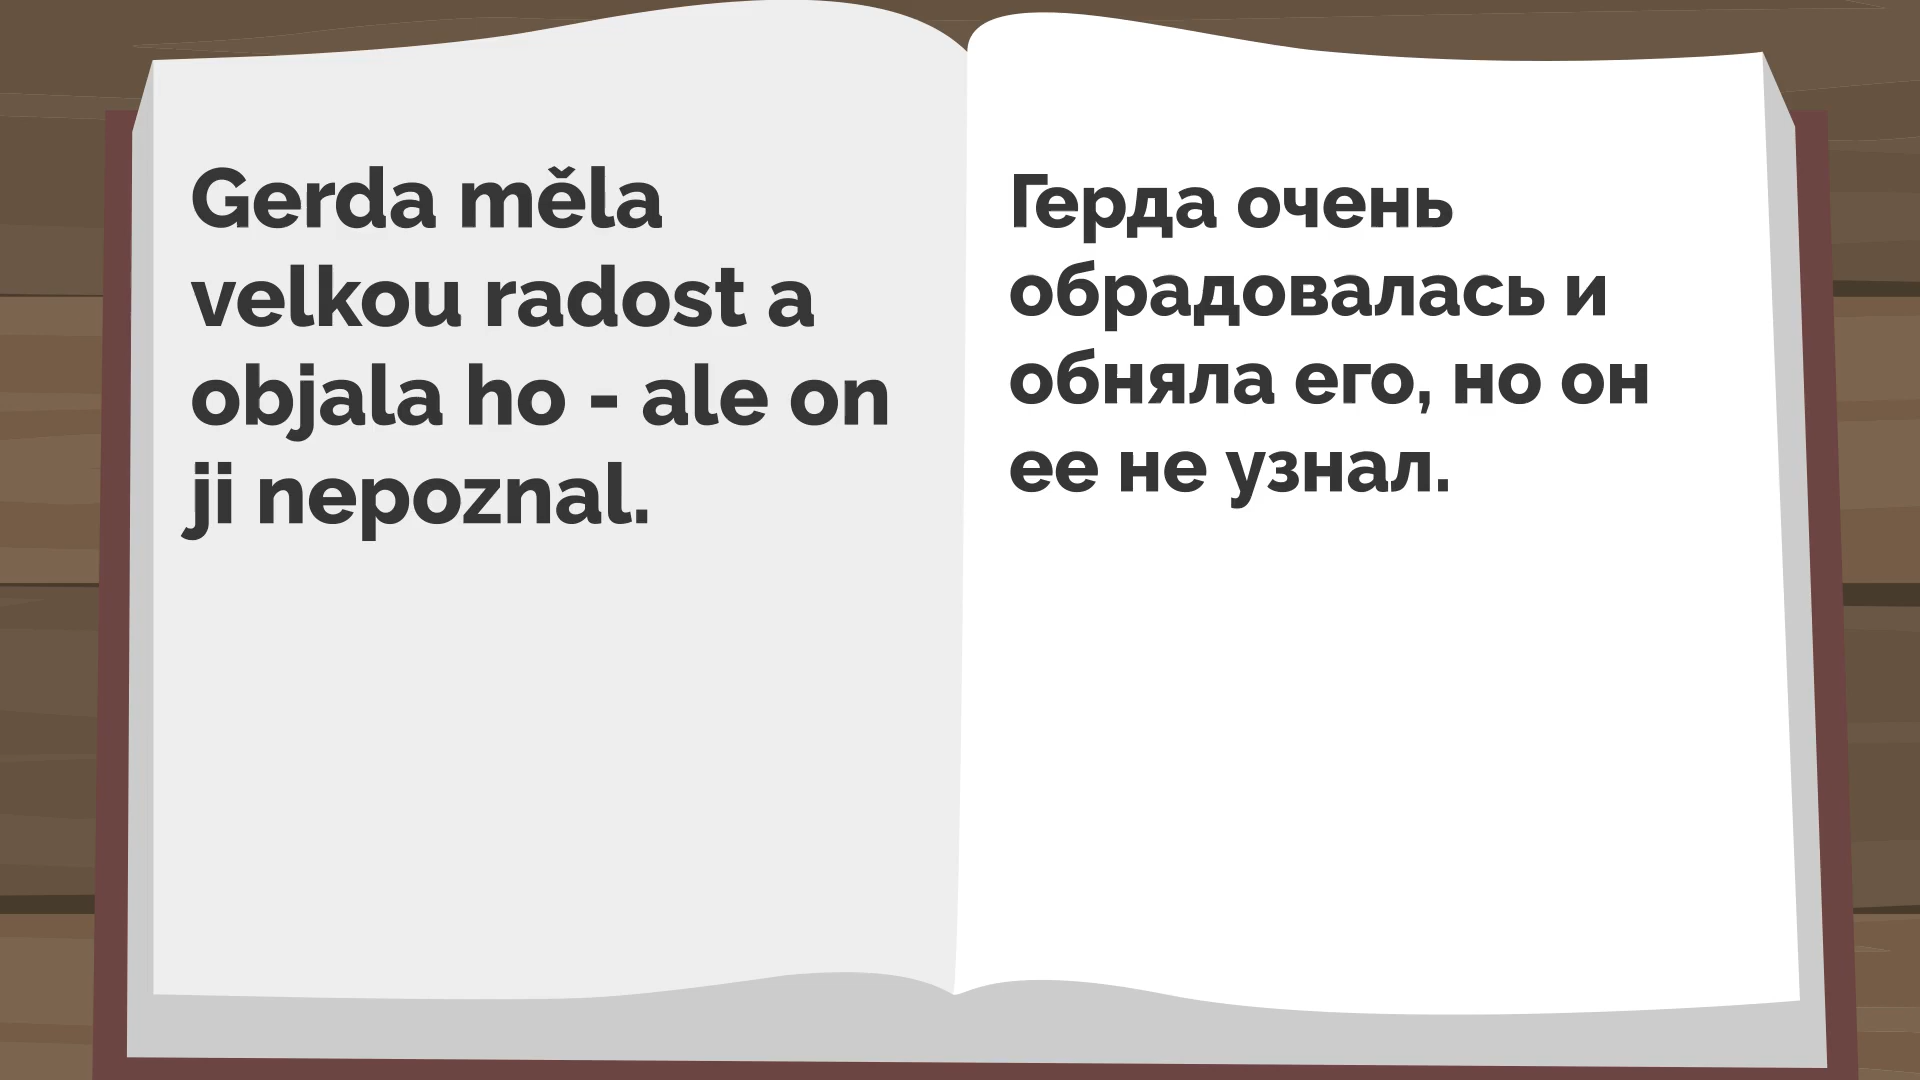 Gerda měla
velkou radost a
objala ho - ale on
ji nepoznal.
Герда очень
обрадовалась и
обняла его, но он
ее не узнал.